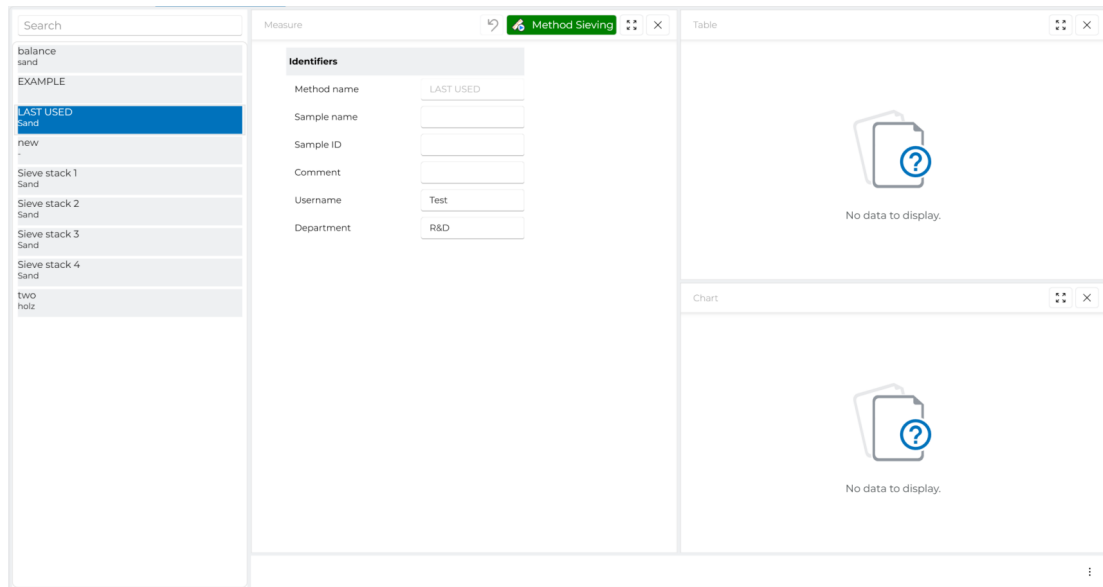 Search
balance
sand
EXAMPLE
LAST USED
Sand
new
-
Sieve stack 1
Sand
Sieve stack 2
Sand
Sieve stack 3
Sand
Sieve stack 4
Sand
two
holz
Measure
Method Sieving
Identifiers
Method name LAST USED
Sample name
Sample ID
Comment
Username Test
Department R&D
Table
No data to display.
Chart
No data to display.